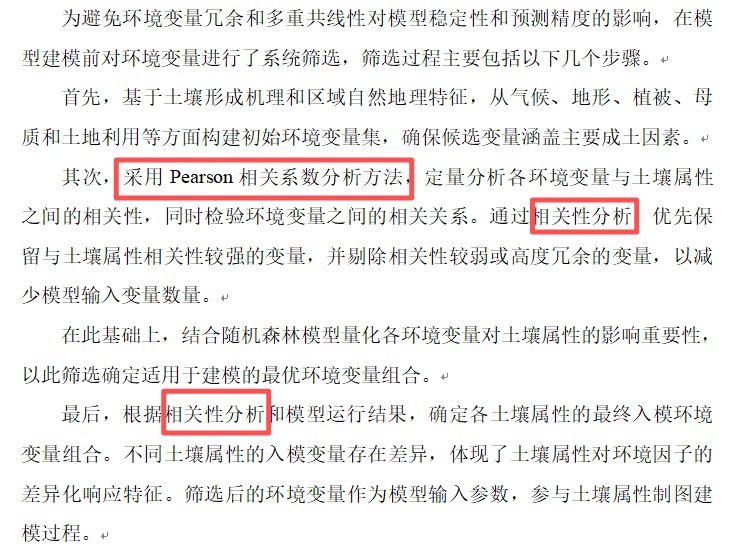 为避免环境变量冗余和多重共线性对模型稳定性和预测精度的影响，在模
型建模前对环境变量进行了系统筛选，筛选过程主要包括以下几个步骤。
首先，基于土壤形成机理和区域自然地理特征，从气候、地形、植被、母
质和土地利用等方面构建初始环境变量集，确保候选变量涵盖主要成土因素。
其次，采用 Pearson 相关系数分析方法，定量分析各环境变量与土壤属性
之间的相关性，同时检验环境变量之间的相关关系。通过相关性分析 优先保
留与土壤属性相关性较强的变量，并剔除相关性较弱或高度冗余的变量，以减
少模型输入变量数量。
在此基础上，结合随机森林模型量化各环境变量对土壤属性的影响重要性，
以此筛选确定适用于建模的最优环境变量组合。
最后，根据相关性分析和模型运行结果，确定各土壤属性的最终入模环境
变量组合。不同土壤属性的入模变量存在差异，体现了土壤属性对环境因子的
差异化响应特征。筛选后的环境变量作为模型输入参数，参与土壤属性制图建
模过程。